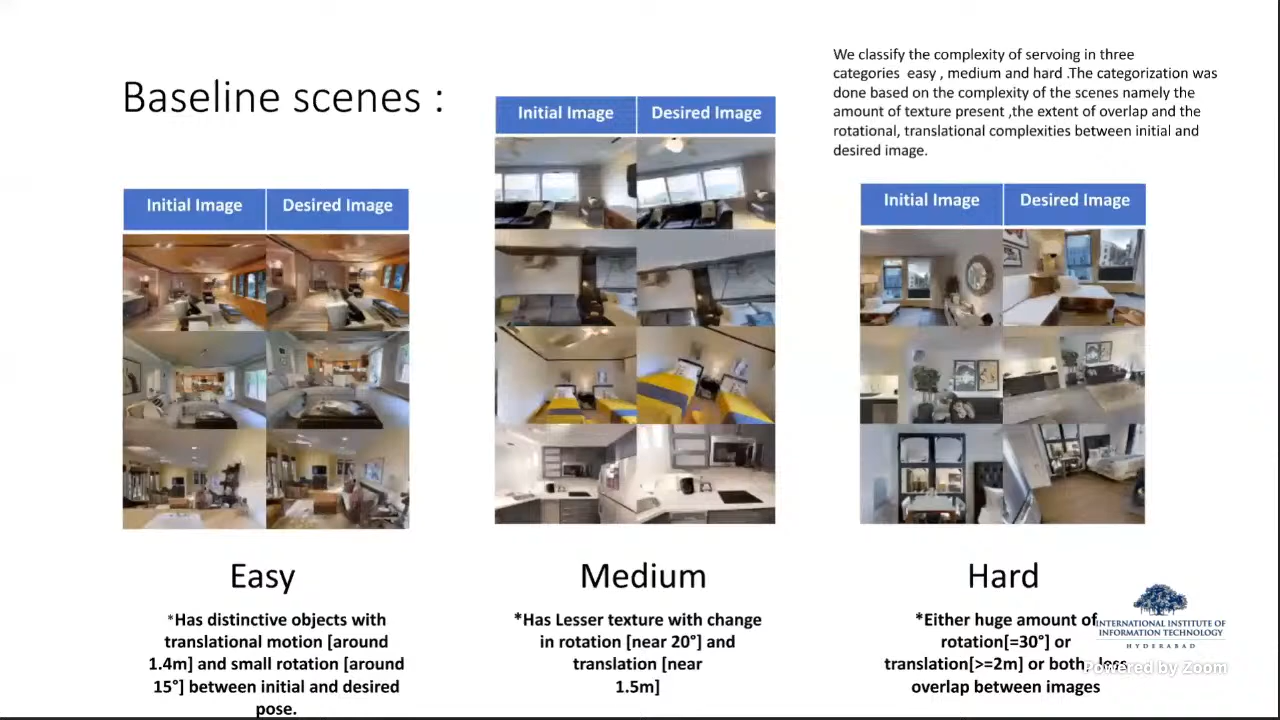 Baseline scenes :
We classify the complexity of servoing in three
categories easy , medium and hard .The categorization was
done based on the complexity of the scenes namely the
amount of texture present ,the extent of overlap and the
rotational, translational complexities between initial and
desired image.
Initial Image Desired Image
Initial Image Desired Image
Initial Image Desired Image
Easy
*Has distinctive objects with
translational motion [around
1.4m] and small rotation [around
15°] between initial and desired
pose.
Medium
*Has Lesser texture with change
in rotation [near 20°] and
translation [near
1.5m]
Hard
*Either huge amount of
rotation[=30°] or
translation[>=2m] or both, less
overlap between images
INTERNATIONAL INSTITUTE OF
INFORMATION TECHNOLOGY
HYDERABAD
Powered by Zoom